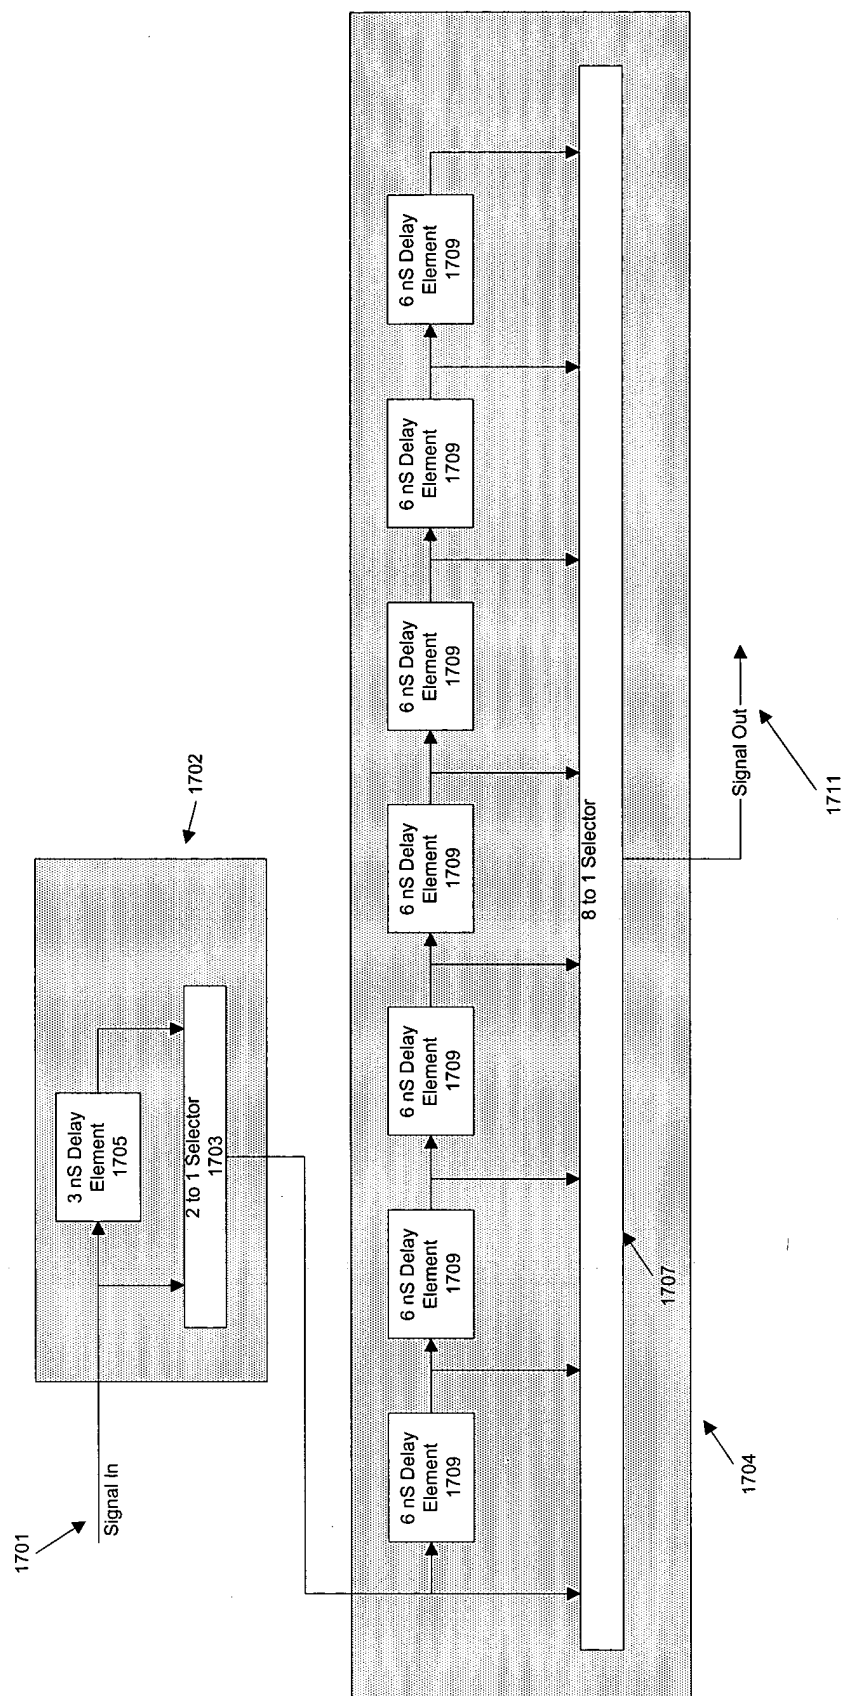 1701
Signal In
3 nS Delay
Element
1705
2 to 1 Selector
1703
1702
6 nS Delay
Element
1709
6 nS Delay
Element
1709
6 nS Delay
Element
1709
6 nS Delay
Element
1709
6 nS Delay
Element
1709
6 nS Delay
Element
1709
6 nS Delay
Element
1709
8 to 1 Selector
1707
1704
Signal Out
1711